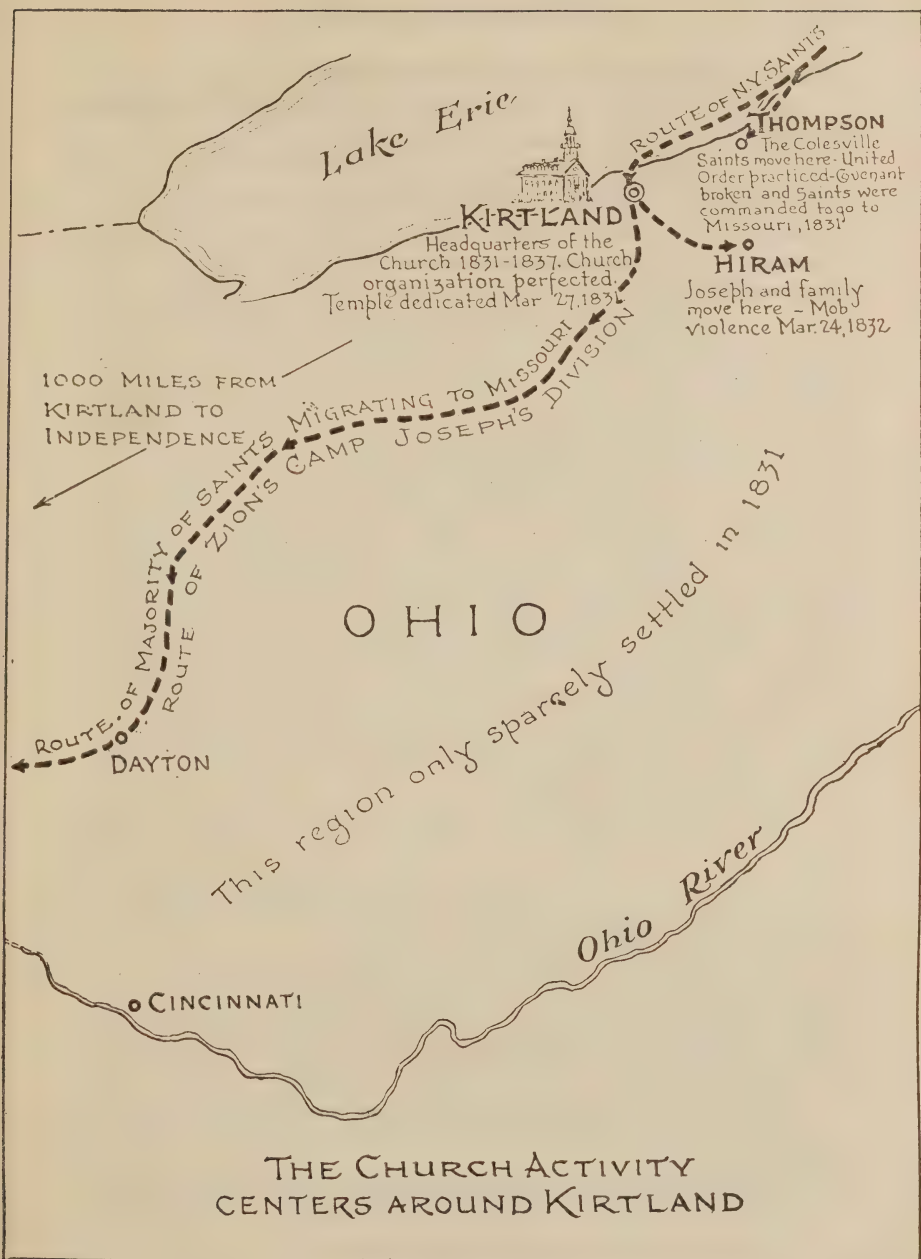 Lake Erie
ROUTE OF N.Y. SAINTS
THOMPSON
The Colesville
Saints move here - United
Order practiced - Covenant
broken and Saints were
commanded to go to
Missouri, 1831
KIRTLAND
Headquarters of the
Church 1831-1837. Church
organization perfected.
Temple dedicated Mar 27, 1831
HIRAM
Joseph and family
move here - Mob
violence Mar. 24, 1832
1000 MILES FROM
KIRTLAND TO
INDEPENDENCE
ROUTE OF MAJORITY OF SAINTS MIGRATING TO MISSOURI
ROUTE OF ZION'S CAMP JOSEPH'S DIVISION
OHIO
This region only sparcely settled in 1831
DAYTON
Ohio River
CINCINNATI
THE CHURCH ACTIVITY
CENTERS AROUND KIRTLAND